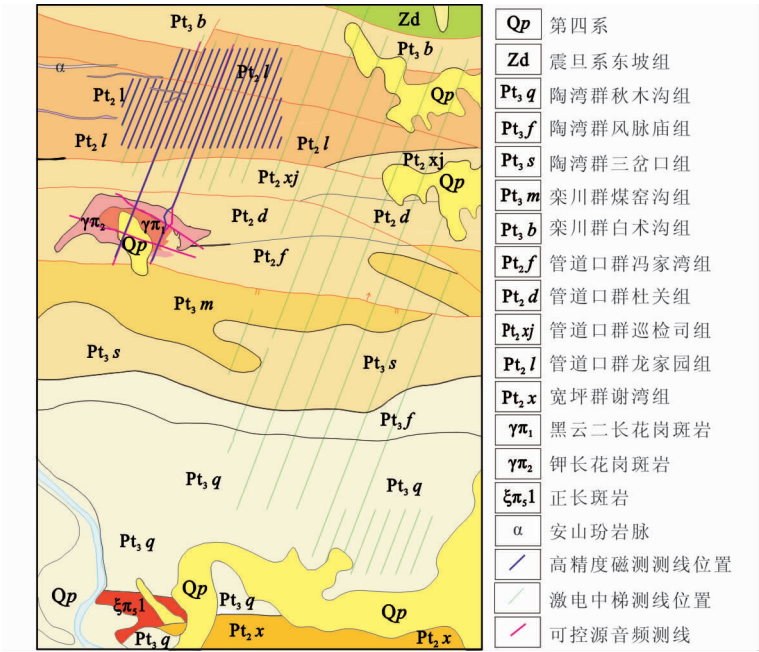 Pt₃ b
Zd
Pt₃ b
α
Pt₂ l
Pt₂ l
Qp
Pt₂ l
Pt₂ l
Pt₂ xj
Pt₂ xj
Qp
γπ₂
γπ₁
Qp
Pt₂ d
Pt₂ d
Pt₂ f
Pt₃ m
Pt₃ s
Pt₃ s
Pt₃ f
Pt₃ q
Pt₃ q
Pt₃ q
Qp
ξπ₅1
Qp
Pt₃ q
Qp
Pt₃ q
Pt₂ x
Pt₂ x
Qp 第四系
Zd 震旦系东坡组
Pt₃ q 陶湾群秋木沟组
Pt₃ f 陶湾群风脉庙组
Pt₃ s 陶湾群三岔口组
Pt₃ m 栾川群煤窑沟组
Pt₃ b 栾川群白术沟组
Pt₂ f 管道口群冯家湾组
Pt₂ d 管道口群杜关组
Pt₂ xj 管道口群巡检司组
Pt₂ l 管道口群龙家园组
Pt₂ x 宽坪群谢湾组
γπ₁ 黑云二长花岗斑岩
γπ₂ 钾长花岗斑岩
ξπ₅1 正长斑岩
α 安山玢岩脉
高精度磁测测线位置
激电中梯测线位置
可控源音频测线